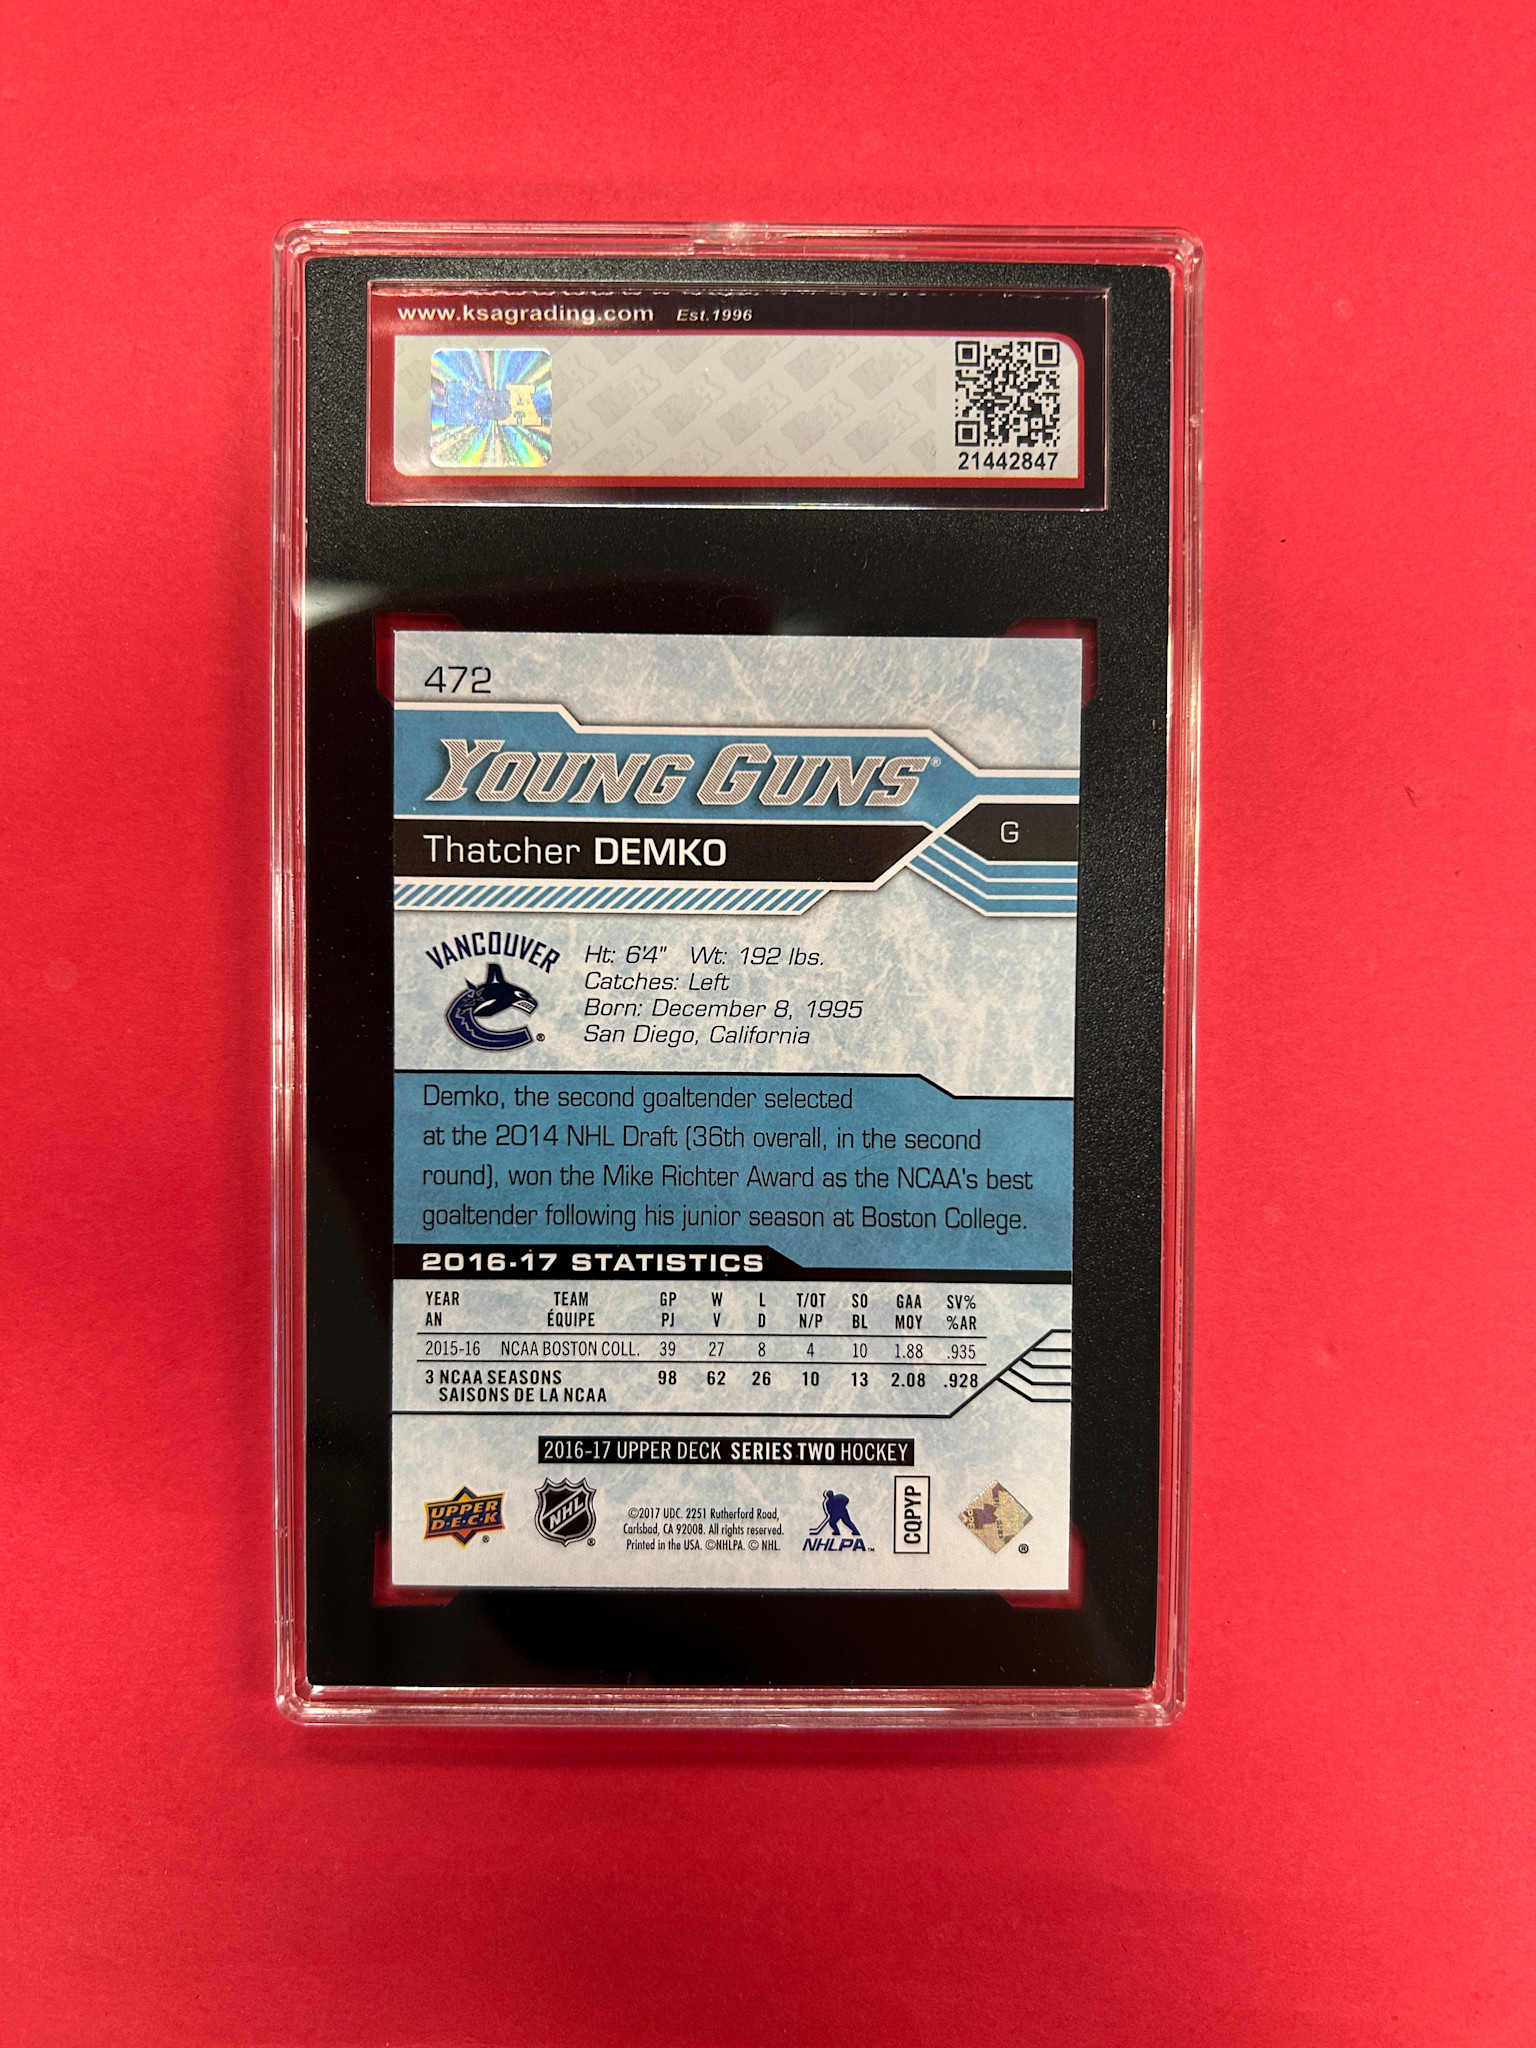 www.ksagrading.com Est.1996
KSA
21442847
472
YOUNG GUNS®
Thatcher DEMKO G
VANCOUVER
®
Ht: 6'4" Wt: 192 lbs.
Catches: Left
Born: December 8, 1995
San Diego, California
Demko, the second goaltender selected
at the 2014 NHL Draft (36th overall, in the second
round), won the Mike Richter Award as the NCAA's best
goaltender following his junior season at Boston College.
2016-17 STATISTICS
YEAR TEAM GP W L T/OT SO GAA SV%
AN ÉQUIPE PJ V D N/P BL MOY %AR
2015-16 NCAA BOSTON COLL. 39 27 8 4 10 1.88 .935
3 NCAA SEASONS 98 62 26 10 13 2.08 .928
SAISONS DE LA NCAA
2016-17 UPPER DECK SERIES TWO HOCKEY
UPPER
D·E·C·K
®
NHL
®
©2017 UDC. 2251 Rutherford Road,
Carlsbad, CA 92008. All rights reserved.
Printed in the USA. ©NHLPA. © NHL.
NHLPA™
CQPYP
®